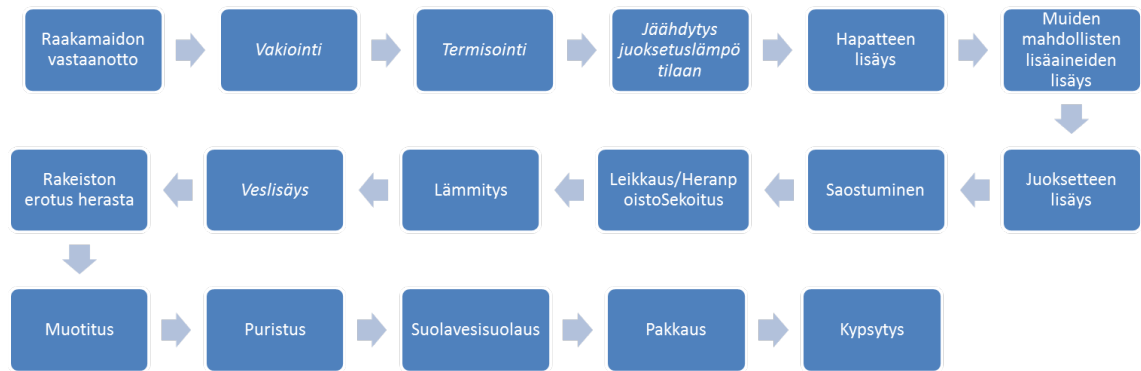 Raakamaidon
vastaanotto
Vakiointi
Termisointi
Jäähdytys
juoksetuslämpö
tilaan
Hapatteen
lisäys
Muiden
mahdollisten
lisäaineiden
lisäys
Juoksetteen
lisäys
Saostuminen
Leikkaus/Heranp
oistoSekoitus
Lämmitys
Veslisäys
Rakeiston
erotus herasta
Muotitus
Puristus
Suolavesisuolaus
Pakkaus
Kypsytys